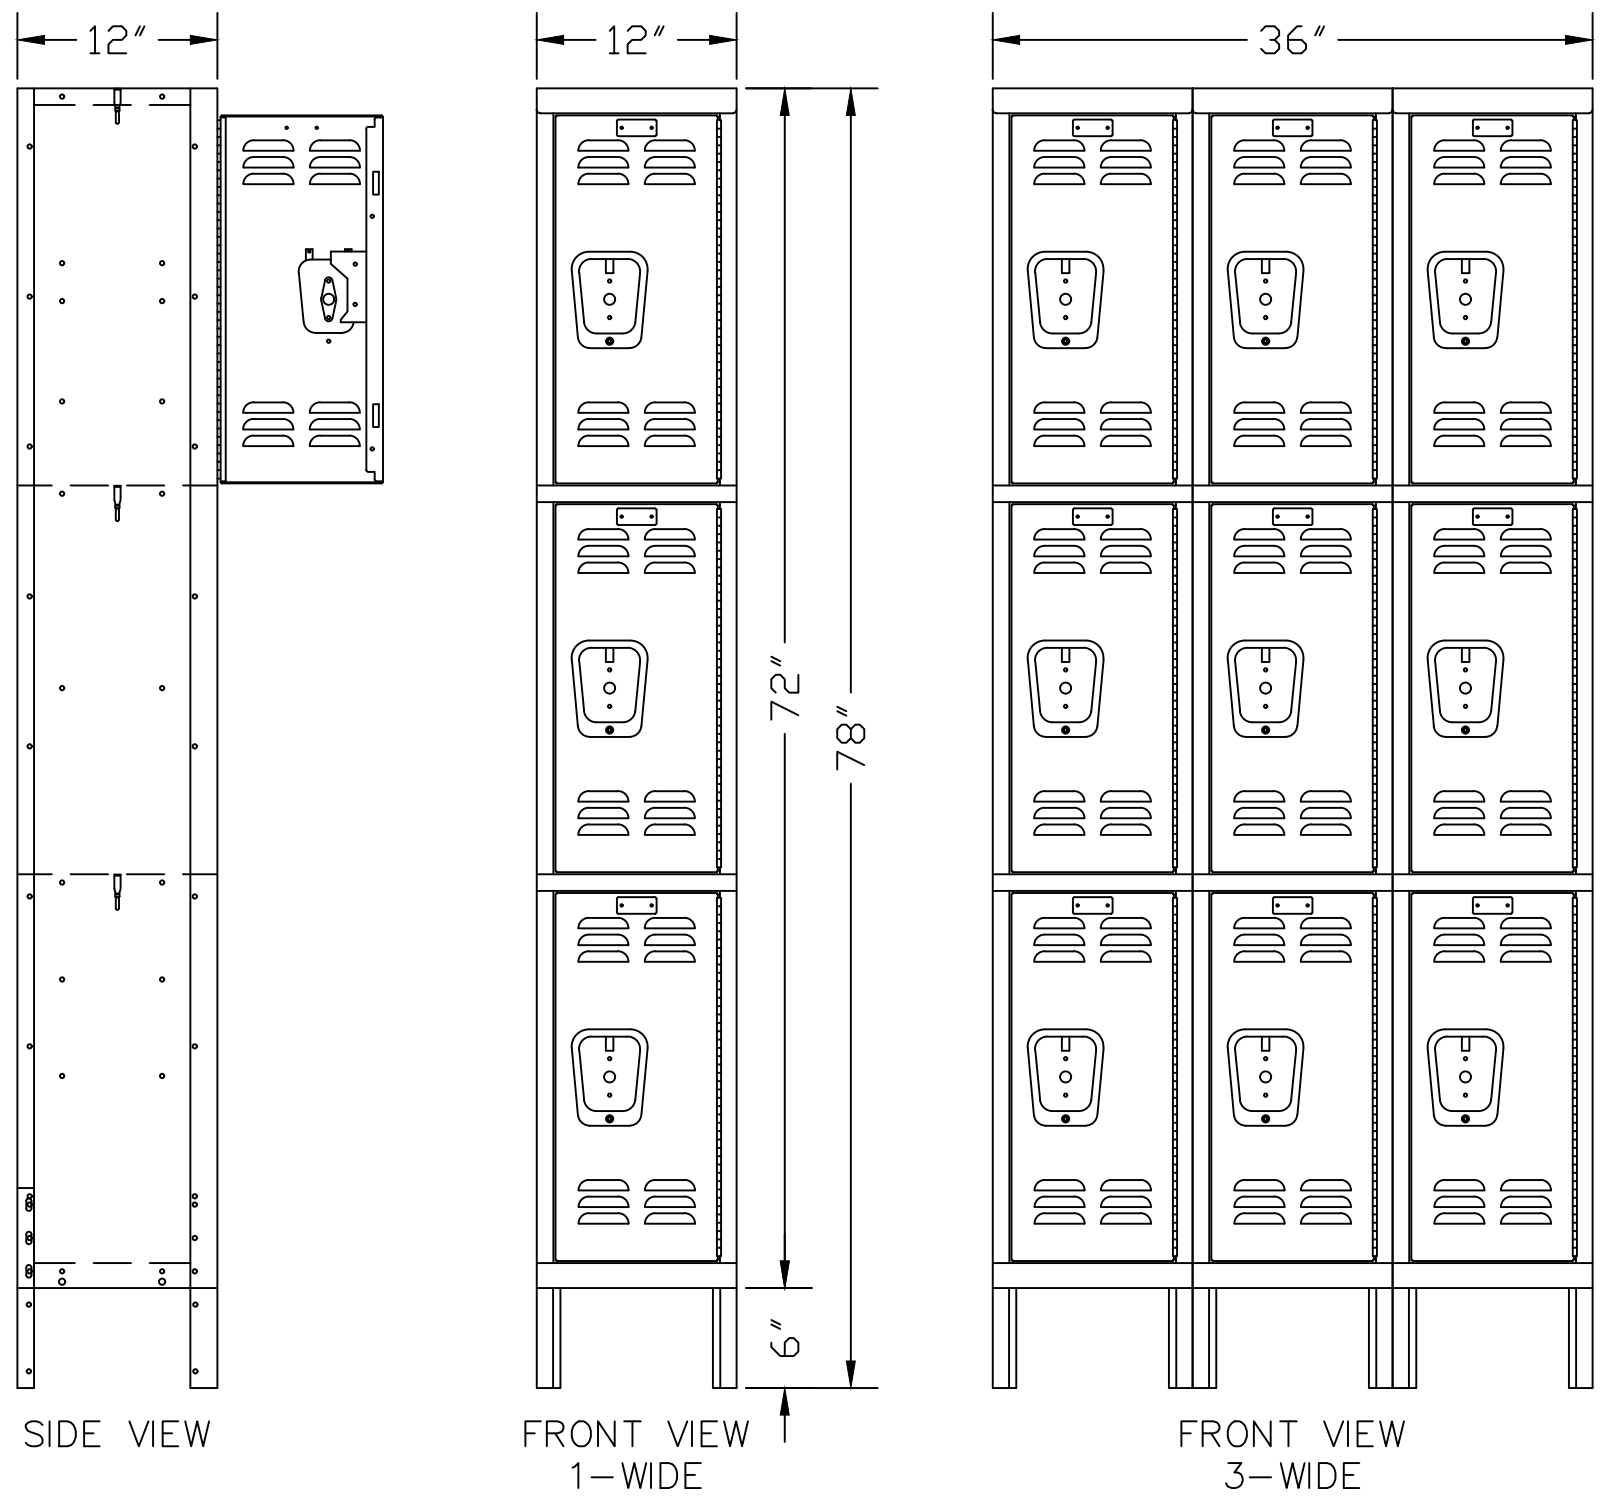 12"
12"
36"
72"
78"
6"
SIDE VIEW
FRONT VIEW
1-WIDE
FRONT VIEW
3-WIDE